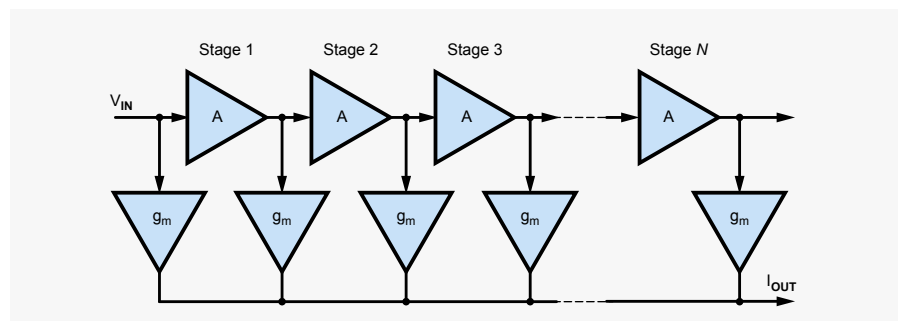 Stage 1 Stage 2 Stage 3 Stage N
VIN
A A A A
gm gm gm gm gm
IOUT